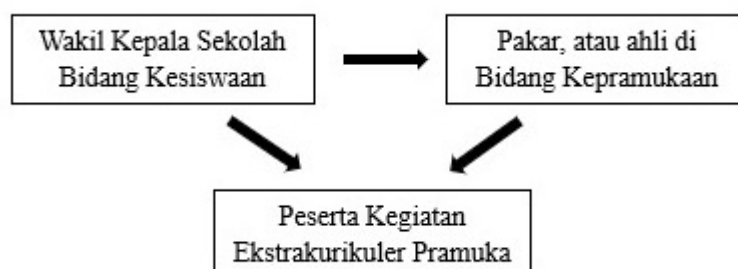 Wakil Kepala Sekolah
Bidang Kesiswaan
Pakar, atau ahli di
Bidang Kepramukaan
Peserta Kegiatan
Ekstrakurikuler Pramuka